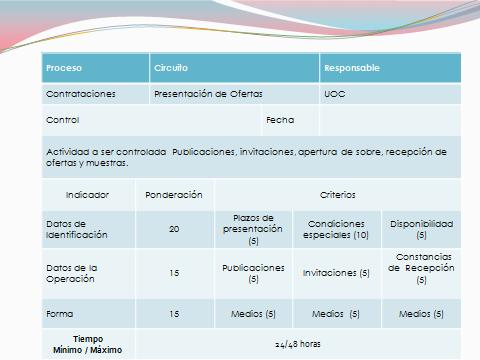 Proceso Circuito Responsable
Contrataciones Presentación de Ofertas UOC
Control Fecha
Actividad a ser controlada Publicaciones, invitaciones, apertura de sobre, recepción de
ofertas y muestras.
Indicador Ponderación Criterios
Datos de
Identificación
20
Plazos de
presentación
(5)
Condiciones
especiales (10)
Disponibilidad
(5)
Datos de la
Operación
15
Publicaciones
(5)
Invitaciones (5)
Constancias
de Recepción
(5)
Forma 15 Medios (5) Medios (5) Medios (5)
Tiempo
Mínimo / Máximo
24/48 horas